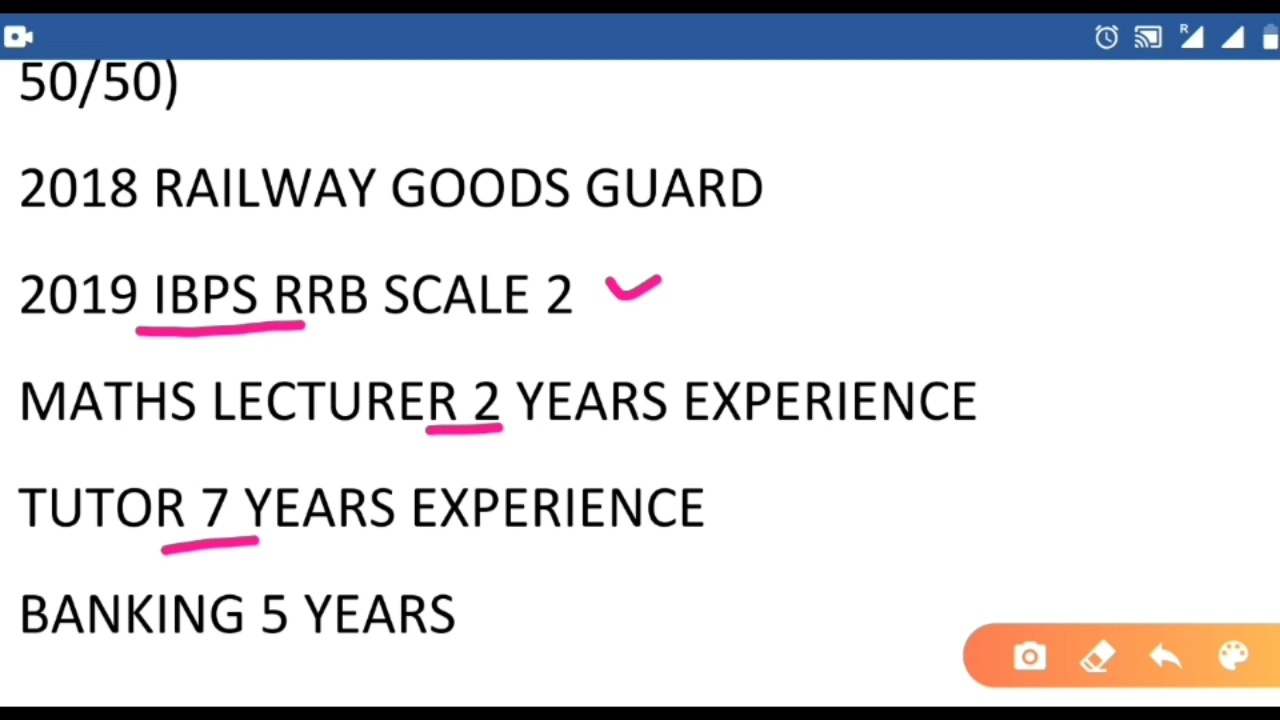 R
50/50)
2018 RAILWAY GOODS GUARD
2019 IBPS RRB SCALE 2
MATHS LECTURER 2 YEARS EXPERIENCE
TUTOR 7 YEARS EXPERIENCE
BANKING 5 YEARS